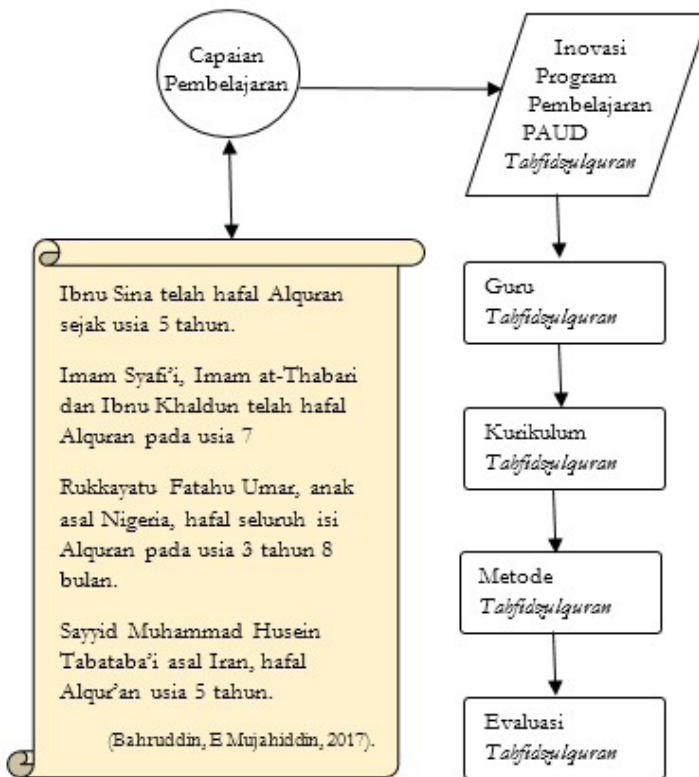 Capaian
Pembelajaran
Inovasi
Program
Pembelajaran
PAUD
Tahfidzulquran
Ibnu Sina telah hafal Alquran
sejak usia 5 tahun.
Imam Syafi’i, Imam at-Thabari
dan Ibnu Khaldun telah hafal
Alquran pada usia 7
Rukkayatu Fatahu Umar, anak
asal Nigeria, hafal seluruh isi
Alquran pada usia 3 tahun 8
bulan.
Sayyid Muhammad Husein
Tabataba’i asal Iran, hafal
Alqur’an usia 5 tahun.
(Bahruddin, E Mujahiddin, 2017).
Guru
Tahfidzulquran
Kurikulum
Tahfidzulquran
Metode
Tahfidzulquran
Evaluasi
Tahfidzulquran